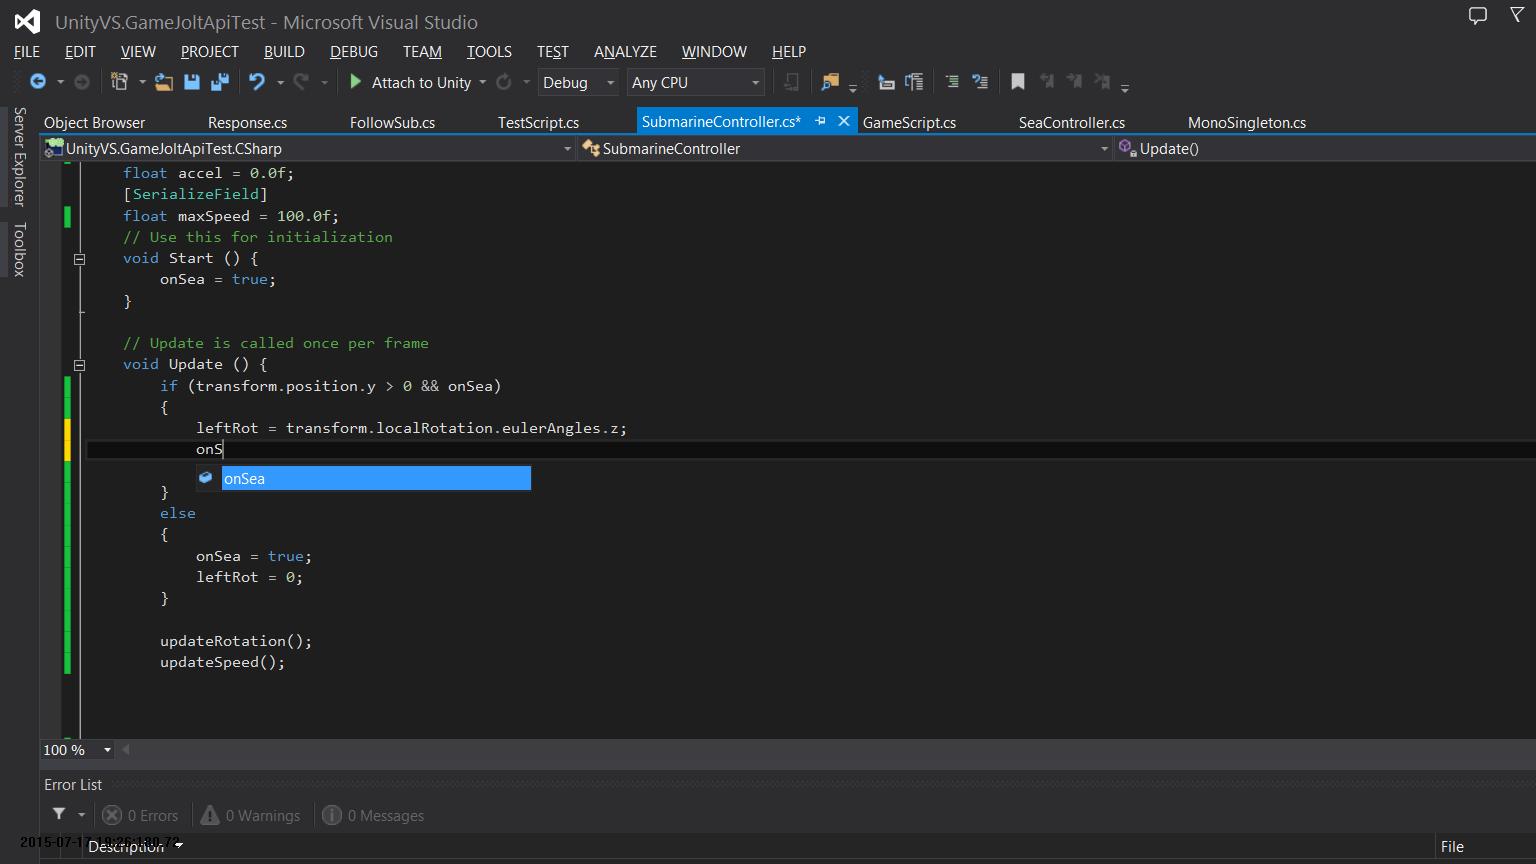 UnityVS.GameJoltApiTest - Microsoft Visual Studio
FILE EDIT VIEW PROJECT BUILD DEBUG TEAM TOOLS TEST ANALYZE WINDOW HELP
Attach to Unity Debug Any CPU
Server Explorer
Toolbox
Object Browser Response.cs FollowSub.cs TestScript.cs SubmarineController.cs* GameScript.cs SeaController.cs MonoSingleton.cs
UnityVS.GameJoltApiTest.CSharp SubmarineController Update()
float accel = 0.0f;
[SerializeField]
float maxSpeed = 100.0f;
// Use this for initialization
void Start () {
onSea = true;
}
// Update is called once per frame
void Update () {
if (transform.position.y > 0 && onSea)
{
leftRot = transform.localRotation.eulerAngles.z;
onS
onSea
}
else
{
onSea = true;
leftRot = 0;
}
updateRotation();
updateSpeed();
100 %
Error List
0 Errors 0 Warnings 0 Messages
Description File